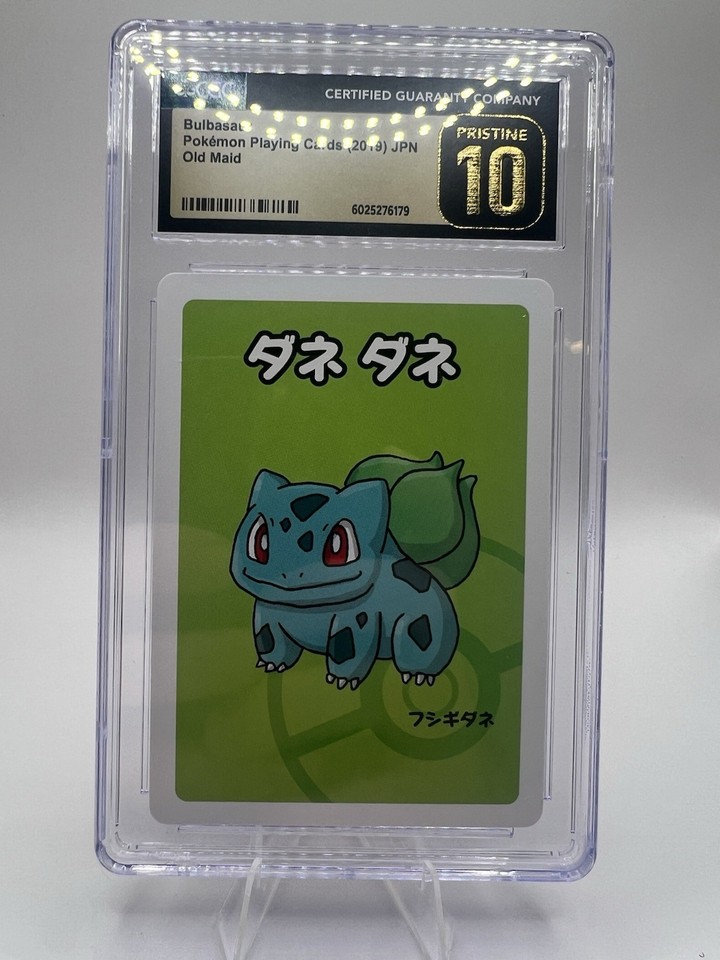 CGC
CERTIFIED GUARANTY COMPANY
Pokémon Playing Cards (2019) JPN
Old Maid
6025276179
PRISTINE
10
ダネ ダネ
フシギダネ